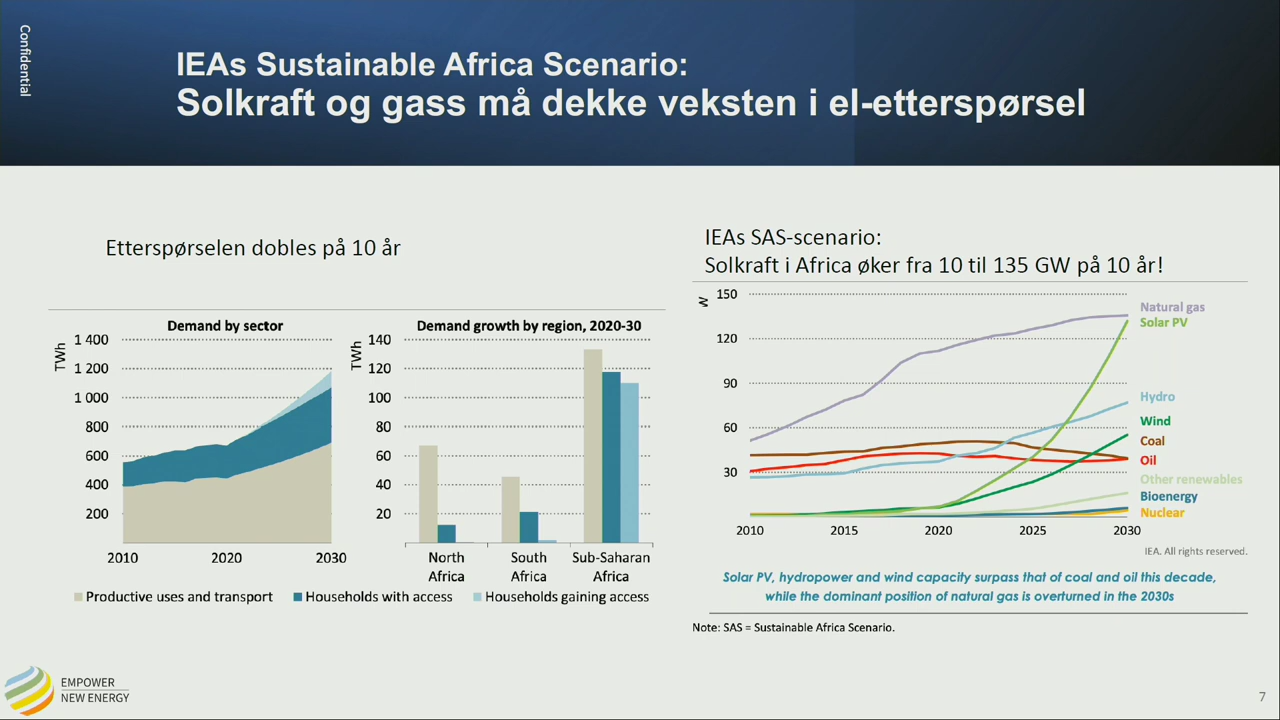 Confidential
IEAs Sustainable Africa Scenario:
Solkraft og gass må dekke veksten i el-etterspørsel
Etterspørselen dobles på 10 år
Demand by sector
TWh
1 400
1 200
1 000
800
600
400
200
2010
2020
2030
Demand growth by region, 2020-30
TWh
140
120
100
80
60
40
20
North
Africa
South
Africa
Sub-Saharan
Africa
Productive uses and transport
Households with access
Households gaining access
IEAs SAS-scenario:
Solkraft i Africa øker fra 10 til 135 GW på 10 år!
150
120
90
60
30
2010
2015
2020
2025
2030
Natural gas
Solar PV
Hydro
Wind
Coal
Oil
Other renewables
Bioenergy
Nuclear
IEA. All rights reserved.
Solar PV, hydropower and wind capacity surpass that of coal and oil this decade,
while the dominant position of natural gas is overturned in the 2030s
Note: SAS = Sustainable Africa Scenario.
EMPOWER
NEW ENERGY
7